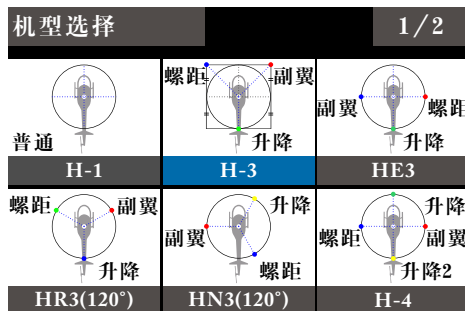 机型选择 1/2
普通
H-1
螺距 副翼
升降
H-3
副翼 螺距
升降
HE3
螺距 副翼
升降
HR3(120°)
升降
副翼
螺距
HN3(120°)
升降
螺距 副翼
升降2
H-4